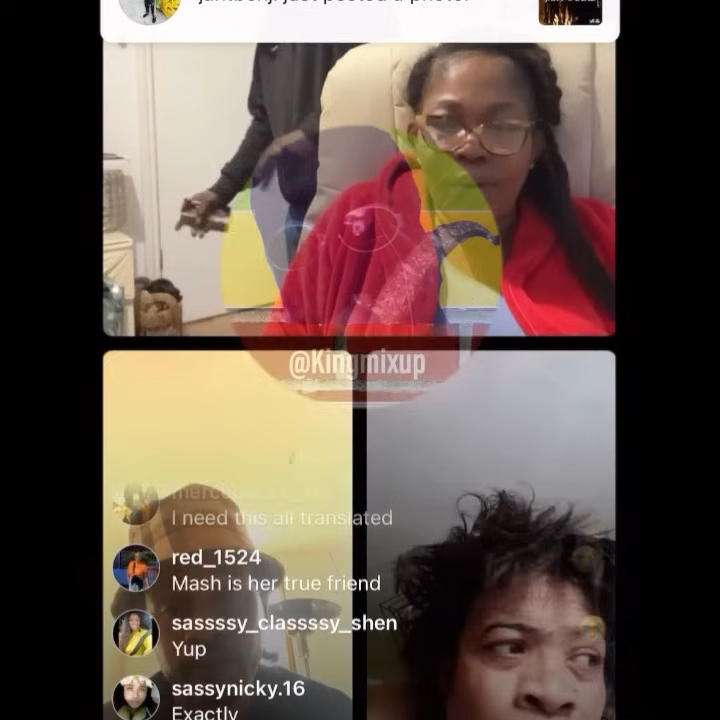 just posted a photo.
@Kingmixup
I need this all translated
red_1524
Mash is her true friend
sassssy_classssy_shen
Yup
sassynicky.16
Exactly